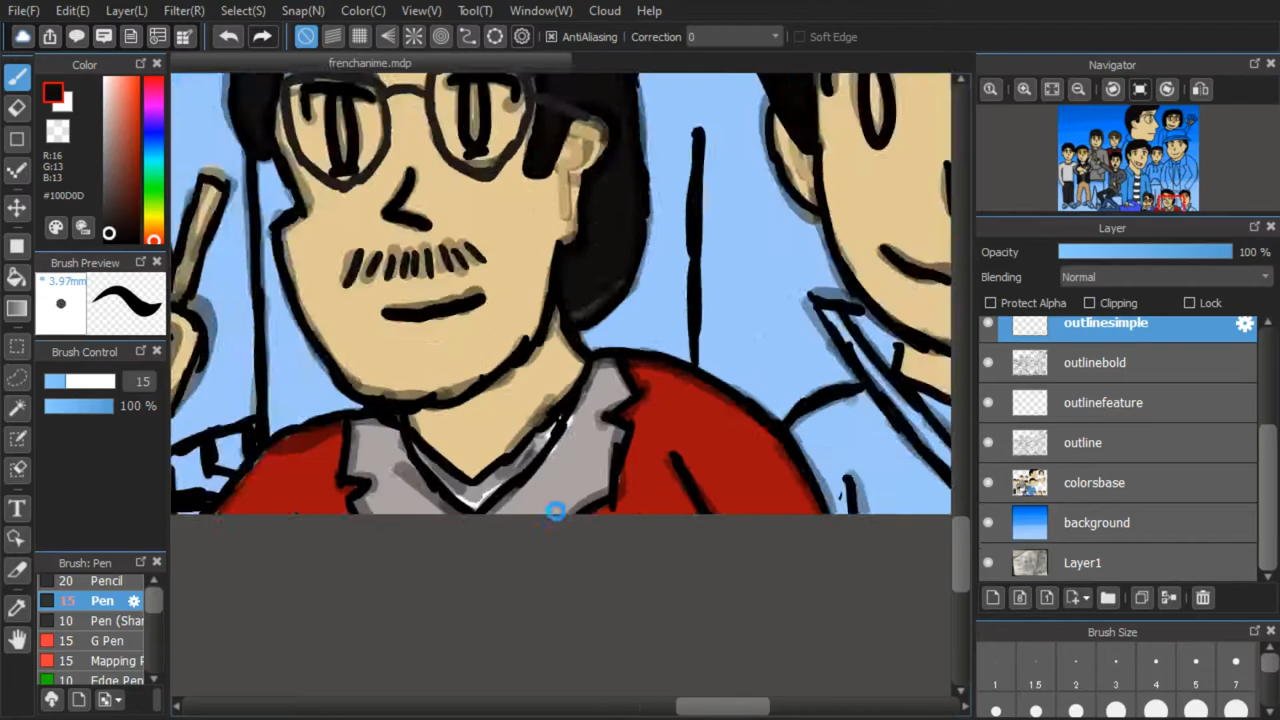 File(F) Edit(E) Layer(L) Filter(R) Select(S) Snap(N) Color(C) View(V) Tool(T) Window(W) Cloud Help
AntiAliasing Correction 0 Soft Edge
Color frenchanime.mdp Navigator
R:16
G:13
B:13
#100D0D
Layer
Opacity 100 %
Brush Preview
* 3.97mm
Blending Normal
Protect Alpha Clipping Lock
outlinesimple
Brush Control
outlinebold
15
100 %
outlinefeature
outline
colorsbase
background
Brush: Pen
Layer1
20 Pencil
15 Pen
10 Pen (Shar
15 G Pen
15 Mapping P
10 Edge Pen
Brush Size
1 1.5 2 3 4 5 7